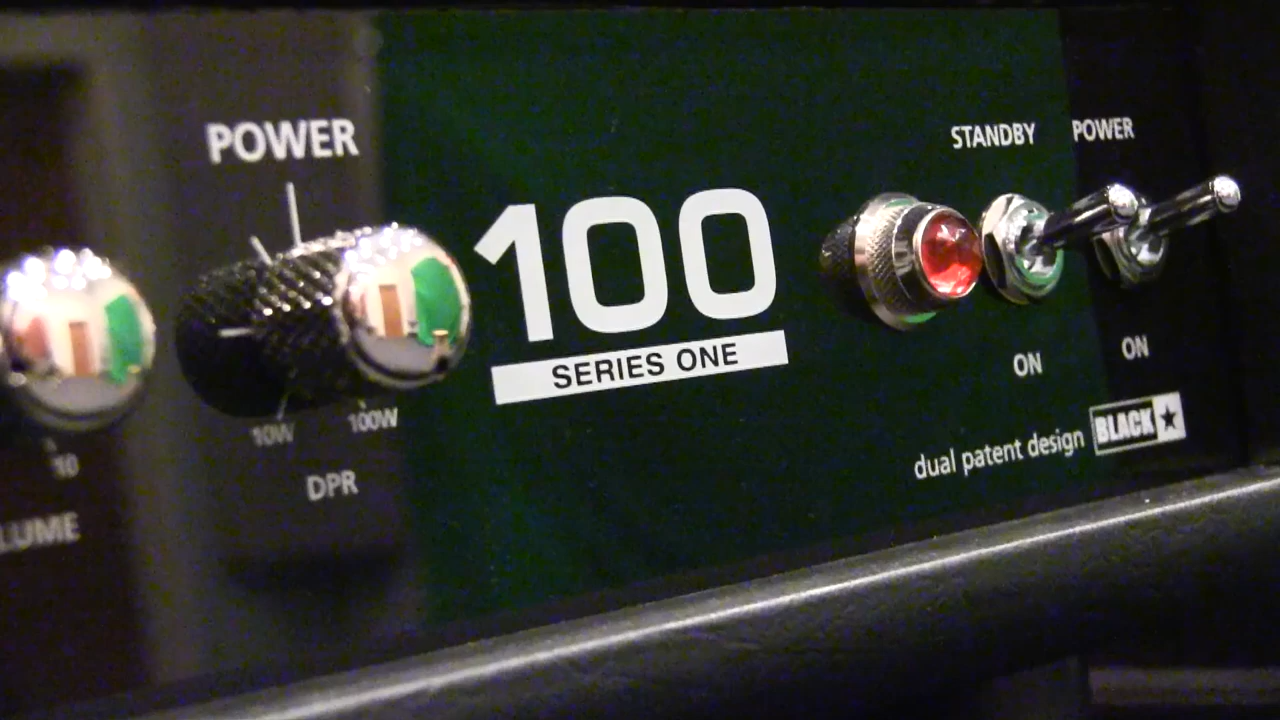 POWER
10W 100W
DPR
10
LUME
100
SERIES ONE
STANDBY POWER
ON ON
dual patent design BLACK★